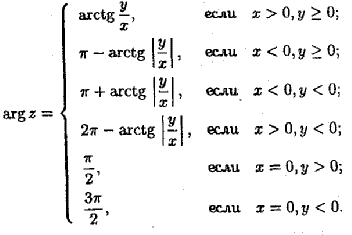 arg z = { arctg y/x, если x > 0, y ≥ 0;
π − arctg |y/x|, если x < 0, y ≥ 0;
π + arctg |y/x|, если x < 0, y < 0;
2π − arctg |y/x|, если x > 0, y < 0;
π/2, если x = 0, y > 0;
3π/2, если x = 0, y < 0.